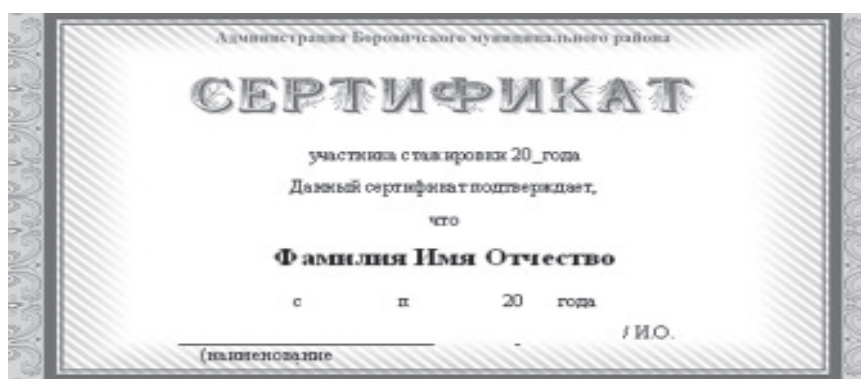 Администрация Боровичского муниципального района
СЕРТИФИКАТ
участника стажировки 20_года
Данный сертификат подтверждает,
что
Фамилия Имя Отчество
с п 20 года
/ И.О.
(наименование